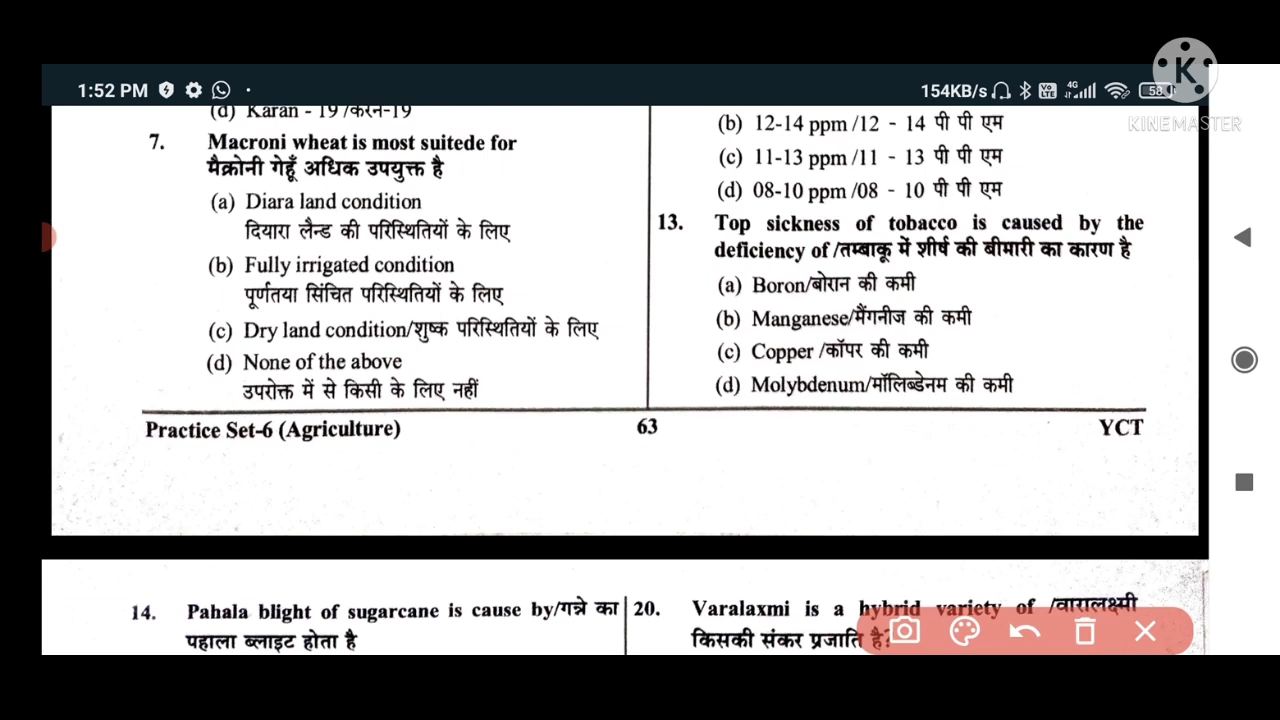 1:52 PM
154KB/s
4G
58
KINEMASTER
(d) Karan - 19 /करन-19
7. Macroni wheat is most suitede for
मैक्रोनी गेहूँ अधिक उपयुक्त है
(a) Diara land condition
दियारा लैन्ड की परिस्थितियों के लिए
(b) Fully irrigated condition
पूर्णतया सिंचित परिस्थितियों के लिए
(c) Dry land condition/शुष्क परिस्थितियों के लिए
(d) None of the above
उपरोक्त में से किसी के लिए नहीं
(b) 12-14 ppm /12 - 14 पी पी एम
(c) 11-13 ppm /11 - 13 पी पी एम
(d) 08-10 ppm /08 - 10 पी पी एम
13. Top sickness of tobacco is caused by the
deficiency of /तम्बाकू में शीर्ष की बीमारी का कारण है
(a) Boron/बोरान की कमी
(b) Manganese/मैंगनीज की कमी
(c) Copper /कॉपर की कमी
(d) Molybdenum/मॉलिब्डेनम की कमी
Practice Set-6 (Agriculture) 63 YCT
14. Pahala blight of sugarcane is cause by/गन्ने का
पहाला ब्लाइट होता है
20. Varalaxmi is a hybrid variety of /वारालक्ष्मी
किसकी संकर प्रजाति है?